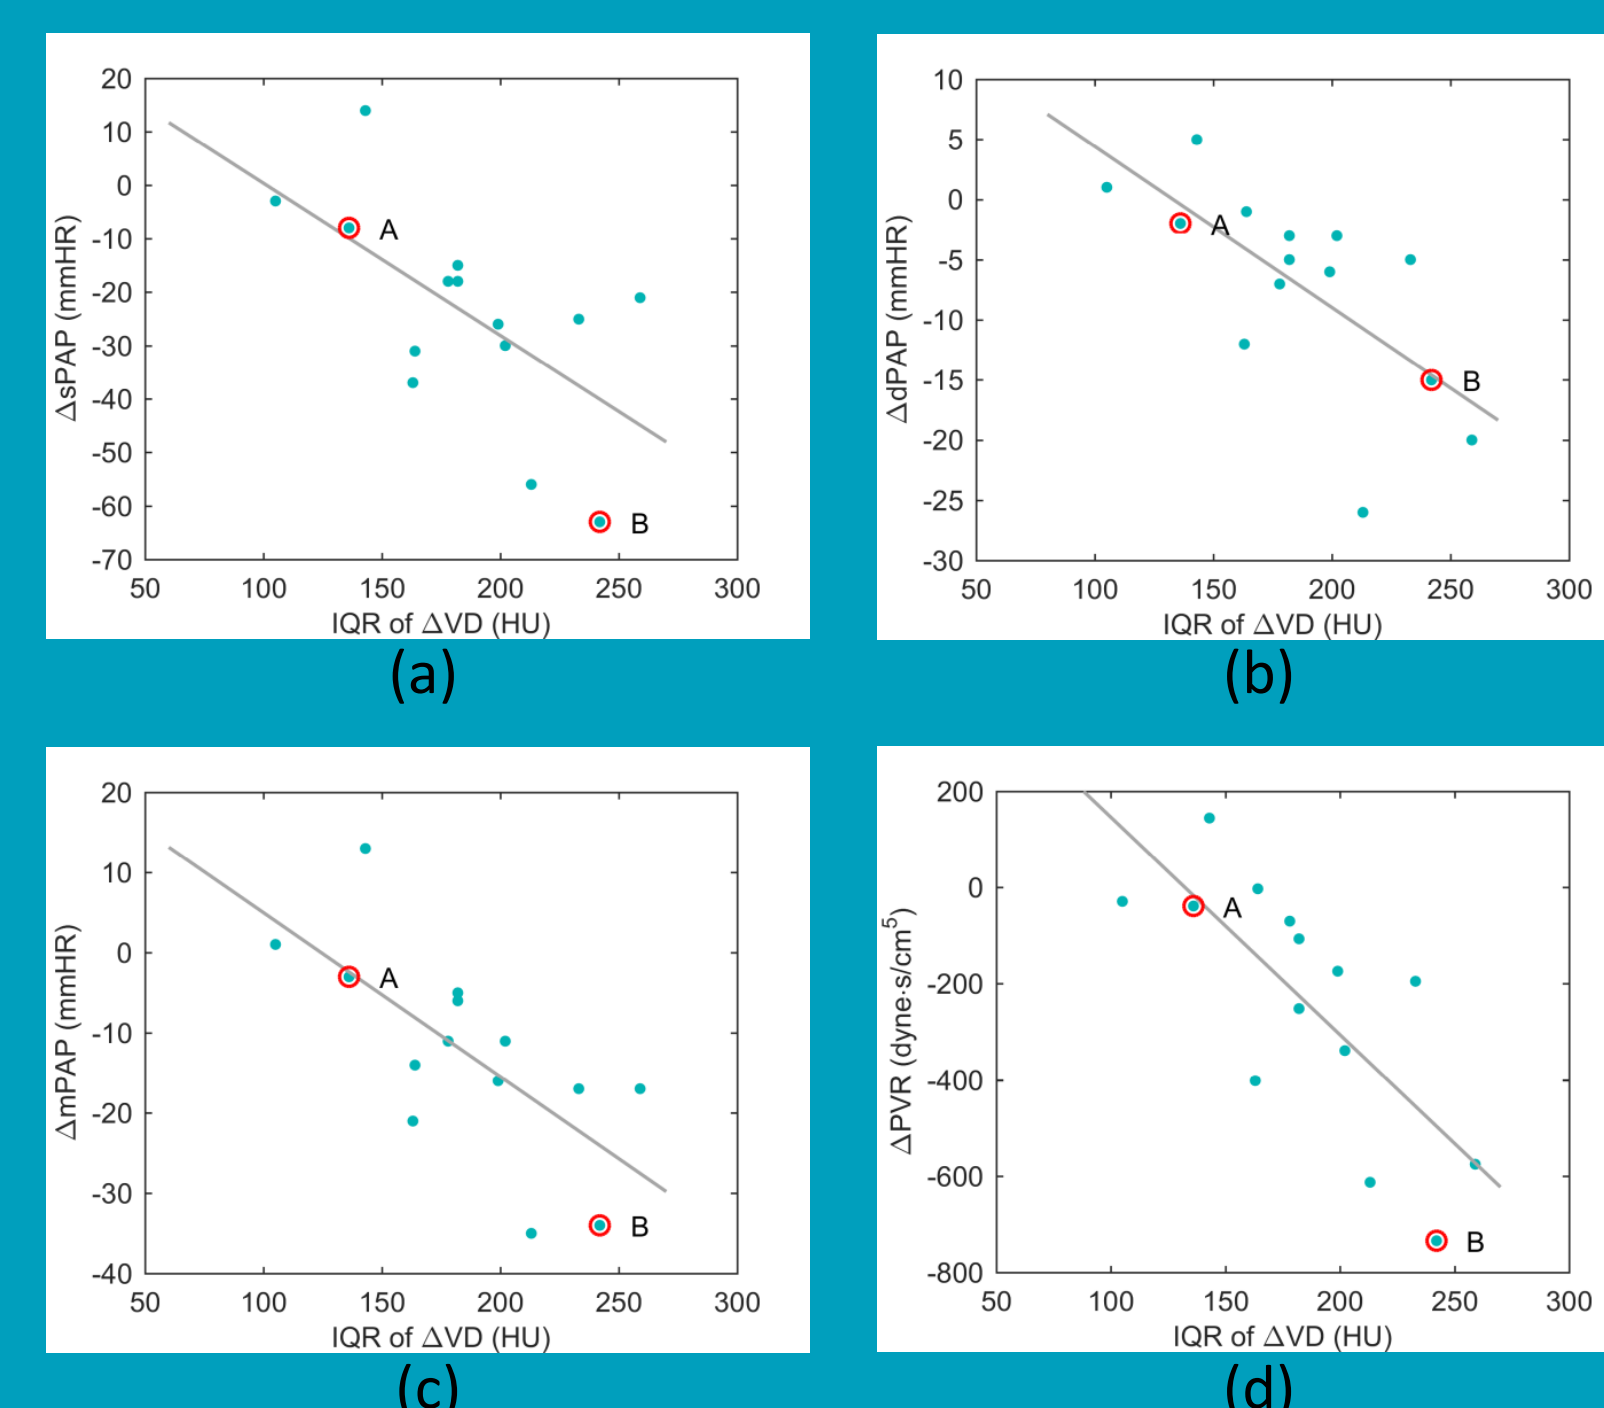 20
10
0
-10
-20
-30
-40
-50
-60
-70
50 100 150 200 250 300
ΔsPAP (mmHR)
IQR of ΔVD (HU)
A
B
(a)
10
5
0
-5
-10
-15
-20
-25
-30
50 100 150 200 250 300
ΔdPAP (mmHR)
IQR of ΔVD (HU)
A
B
(b)
20
10
0
-10
-20
-30
-40
50 100 150 200 250 300
ΔmPAP (mmHR)
IQR of ΔVD (HU)
A
B
(c)
200
0
-200
-400
-600
-800
50 100 150 200 250 300
ΔPVR (dyne·s/cm⁵)
IQR of ΔVD (HU)
A
B
(d)